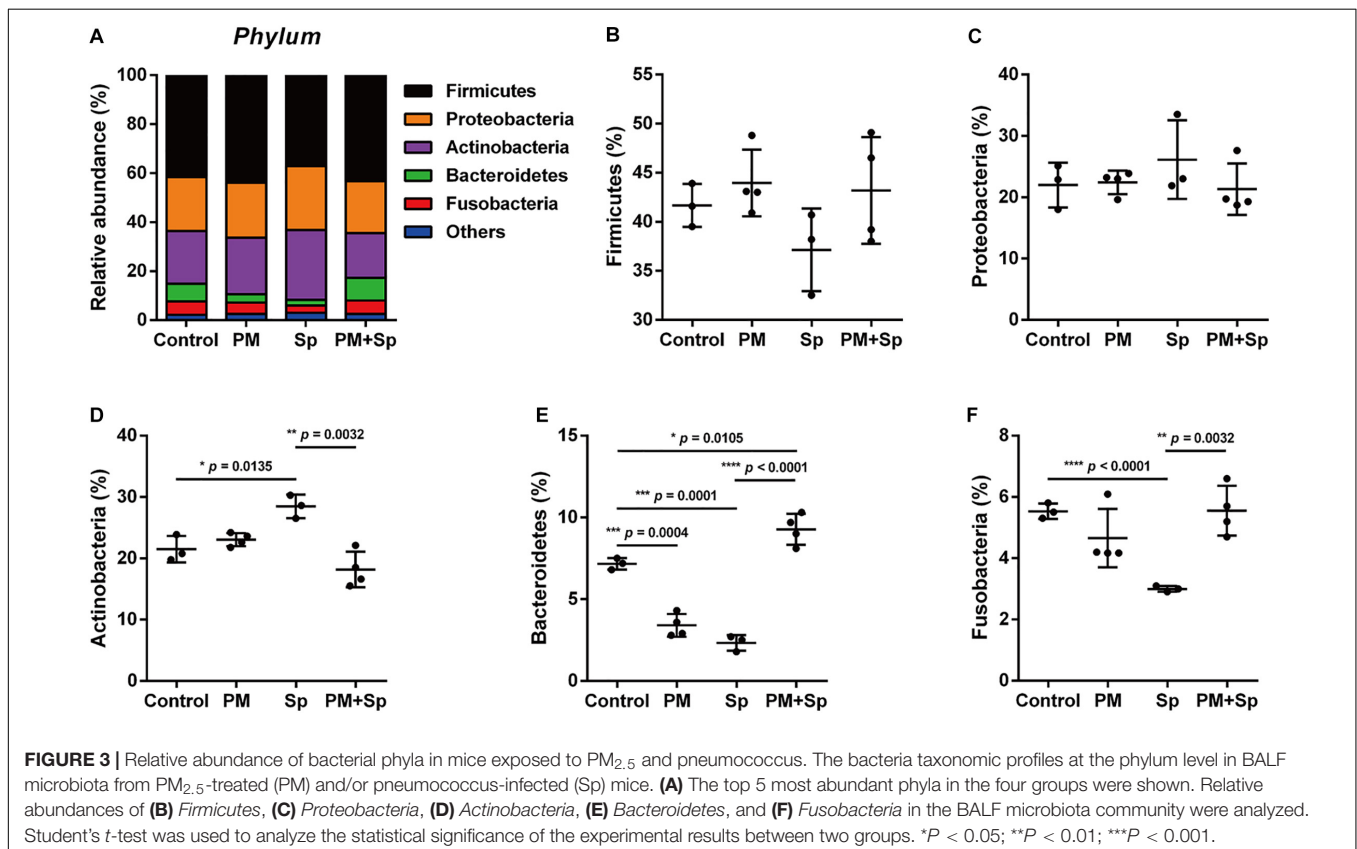 A
Phylum
Relative abundance (%)
100
80
60
40
20
0
Control PM Sp PM+Sp
Firmicutes
Proteobacteria
Actinobacteria
Bacteroidetes
Fusobacteria
Others
B
Firmicutes (%)
55
50
45
40
35
30
Control PM Sp PM+Sp
C
Proteobacteria (%)
40
30
20
10
0
Control PM Sp PM+Sp
D
Actinobacteria (%)
40
30
20
10
0
** p = 0.0032
* p = 0.0135
Control PM Sp PM+Sp
E
Bacteroidetes (%)
15
10
5
0
* p = 0.0105
**** p < 0.0001
*** p = 0.0001
*** p = 0.0004
Control PM Sp PM+Sp
F
Fusobacteria (%)
8
6
4
2
0
** p = 0.0032
**** p < 0.0001
Control PM Sp PM+Sp
FIGURE 3 | Relative abundance of bacterial phyla in mice exposed to PM2.5 and pneumococcus. The bacteria taxonomic profiles at the phylum level in BALF
microbiota from PM2.5-treated (PM) and/or pneumococcus-infected (Sp) mice. (A) The top 5 most abundant phyla in the four groups were shown. Relative
abundances of (B) Firmicutes, (C) Proteobacteria, (D) Actinobacteria, (E) Bacteroidetes, and (F) Fusobacteria in the BALF microbiota community were analyzed.
Student's t-test was used to analyze the statistical significance of the experimental results between two groups. *P < 0.05; **P < 0.01; ***P < 0.001.